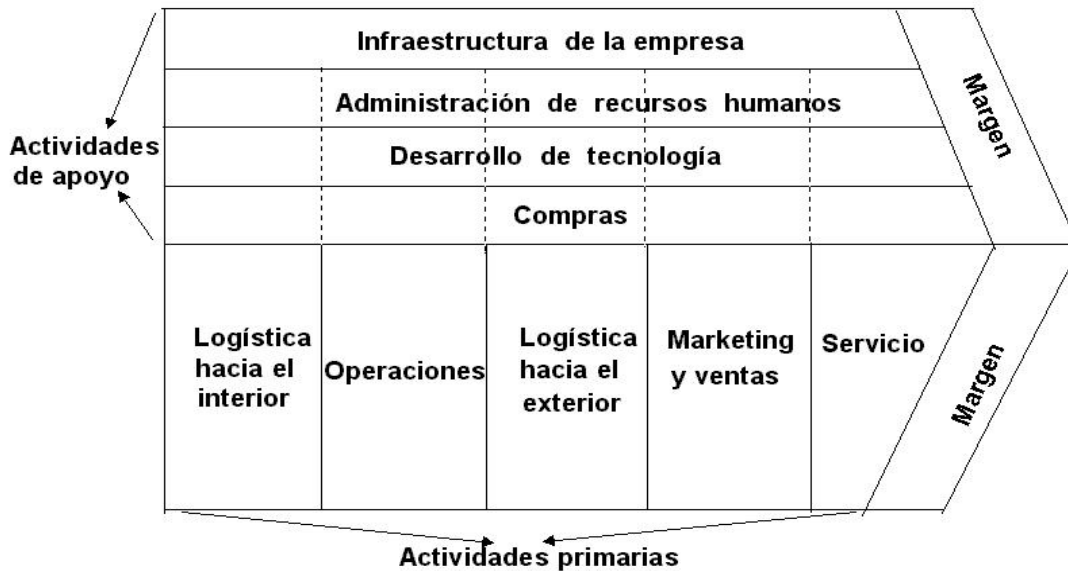 Infraestructura de la empresa
Administración de recursos humanos
Desarrollo de tecnología
Compras
Actividades
de apoyo
Margen
Logística
hacia el
interior
Operaciones
Logística
hacia el
exterior
Marketing
y ventas
Servicio
Margen
Actividades primarias